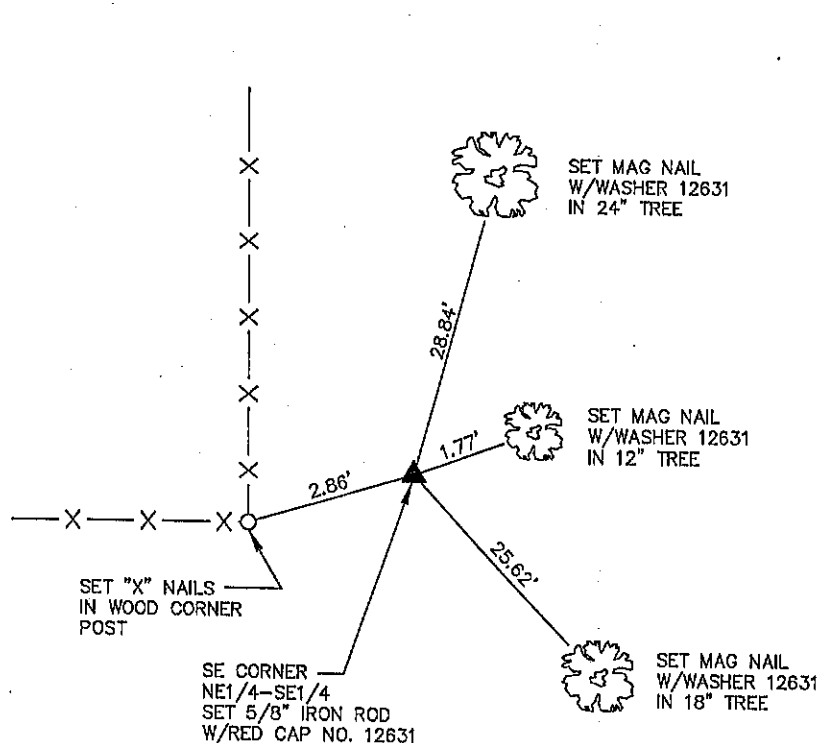 SET MAG NAIL
W/WASHER 12631
IN 24" TREE
28.84'
SET MAG NAIL
W/WASHER 12631
IN 12" TREE
1.77'
2.86'
25.62'
SET "X" NAILS
IN WOOD CORNER
POST
SE CORNER
NE1/4-SE1/4
SET 5/8" IRON ROD
W/RED CAP NO. 12631
SET MAG NAIL
W/WASHER 12631
IN 18" TREE